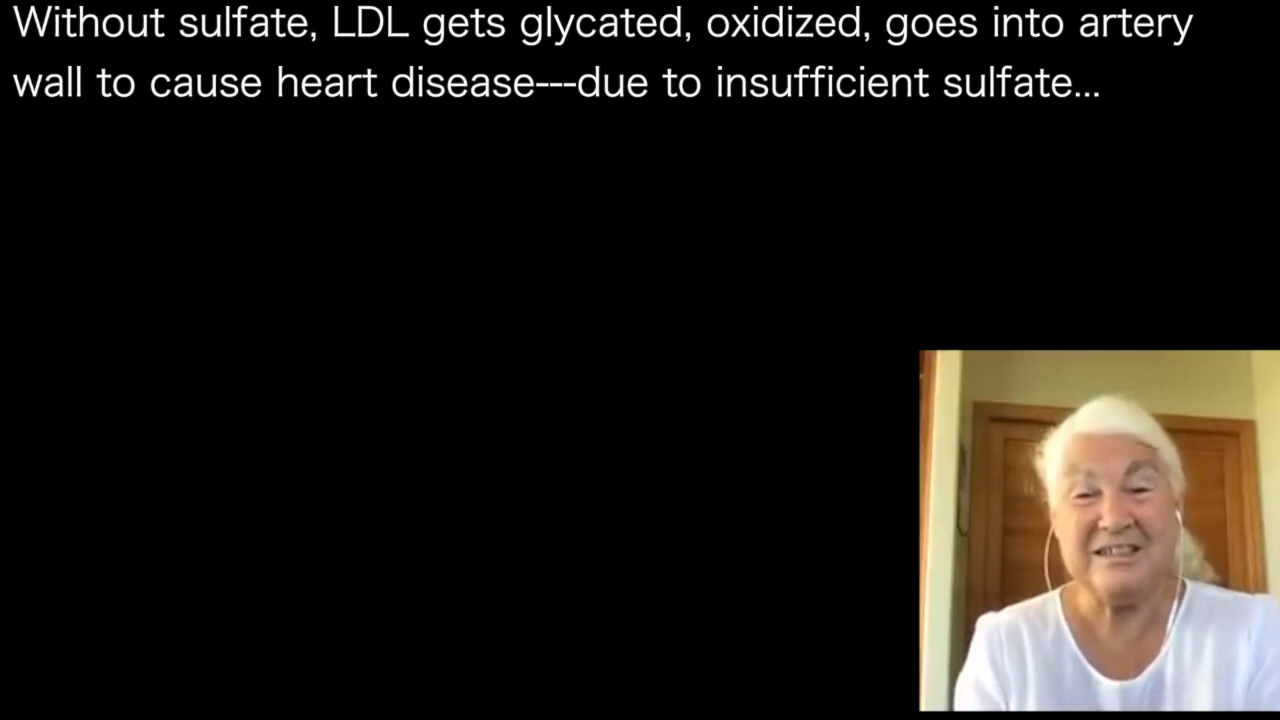 Without sulfate, LDL gets glycated, oxidized, goes into artery
wall to cause heart disease---due to insufficient sulfate...